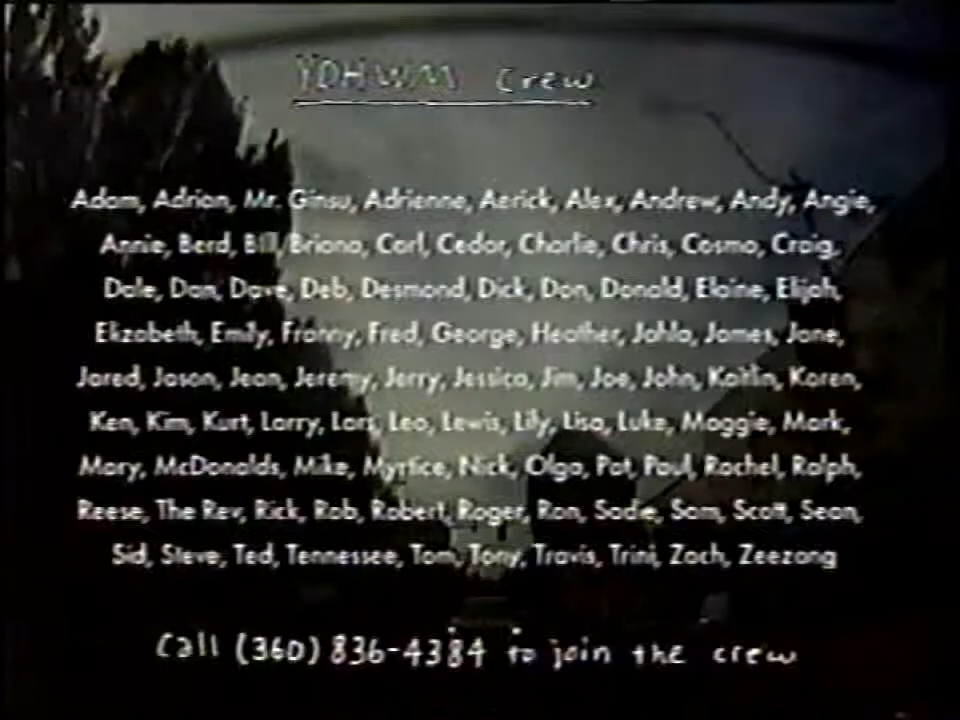 YDHWM Crew
Adam, Adrian, Mr. Ginsu, Adrienne, Aerick, Alex, Andrew, Andy, Angie,
Annie, Berd, Bill, Briana, Carl, Cedar, Charlie, Chris, Cosmo, Craig,
Dale, Dan, Dave, Deb, Desmond, Dick, Don, Donald, Elaine, Elijah,
Elizabeth, Emily, Franny, Fred, George, Heather, Jahla, James, Jane,
Jared, Jason, Jean, Jeremy, Jerry, Jessica, Jim, Joe, John, Kaitlin, Karen,
Ken, Kim, Kurt, Larry, Lars, Leo, Lewis, Lily, Lisa, Luke, Maggie, Mark,
Mary, McDonalds, Mike, Myrtice, Nick, Olga, Pat, Paul, Rachel, Ralph,
Reese, The Rev, Rick, Rob, Robert, Roger, Ron, Sadie, Sam, Scott, Sean,
Sid, Steve, Ted, Tennessee, Tom, Tony, Travis, Trini, Zach, Zeezang
Call (360) 836-4384 to join the crew